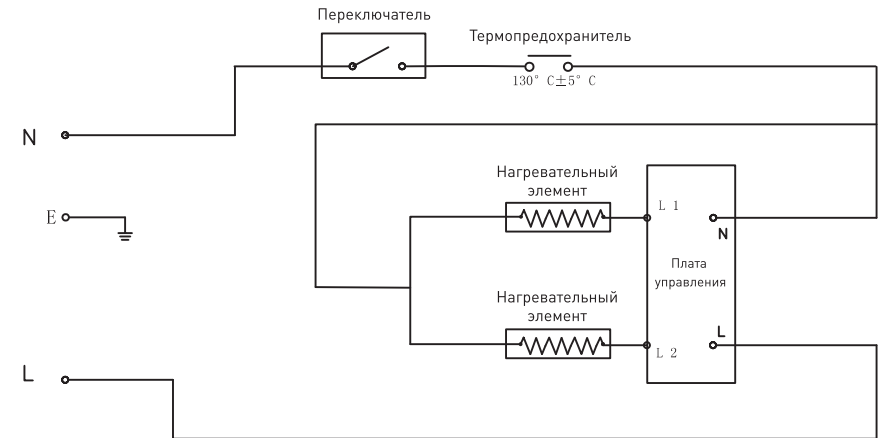 Переключатель
Термопредохранитель
130° C±5° C
N
E
Нагревательный
элемент
L 1
N
Плата
управления
Нагревательный
элемент
L
L 2
L